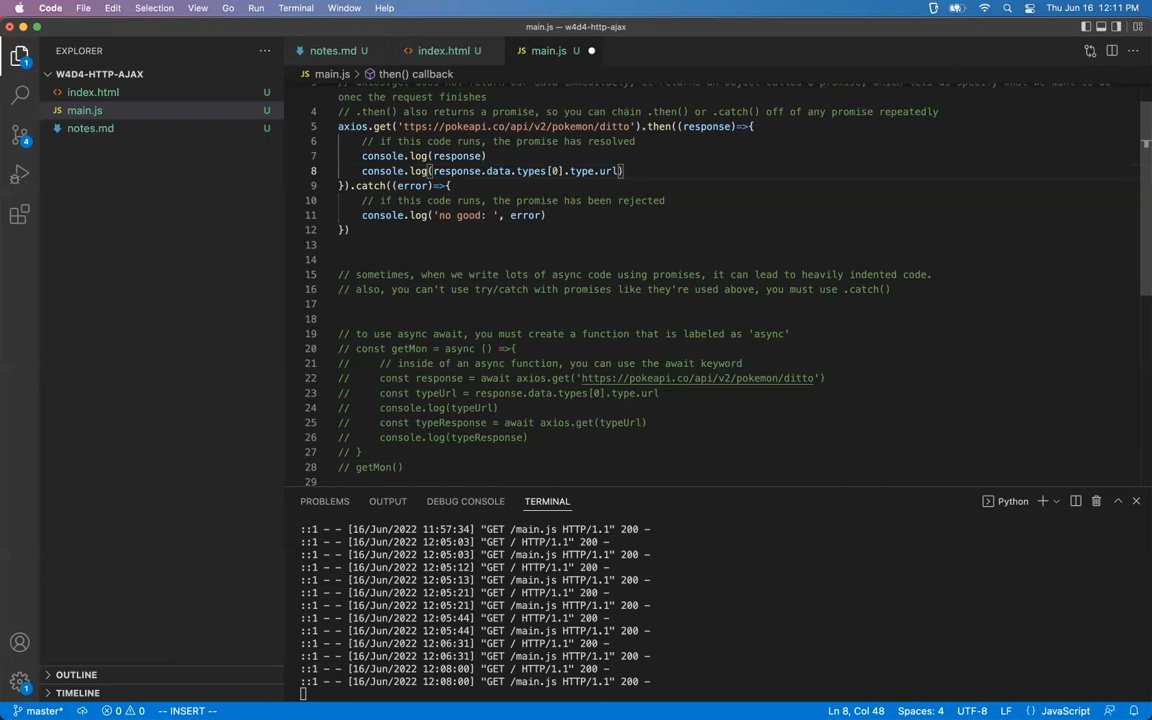 Code File Edit Selection View Go Run Terminal Window Help Thu Jun 16 12:11 PM
main.js — w4d4-http-ajax
EXPLORER
notes.md U
index.html U
main.js U
main.js > then() callback
W4D4-HTTP-AJAX
index.html U
main.js U
notes.md U
1
4
onec the request finishes
4 // .then() also returns a promise, so you can chain .then() or .catch() off of any promise repeatedly
5 axios.get('ttps://pokeapi.co/api/v2/pokemon/ditto').then((response)=>{
6 // if this code runs, the promise has resolved
7 console.log(response)
8 console.log(response.data.types[0].type.url)
9 }).catch((error)=>{
10 // if this code runs, the promise has been rejected
11 console.log('no good: ', error)
12 })
13
14
15 // sometimes, when we write lots of async code using promises, it can lead to heavily indented code.
16 // also, you can't use try/catch with promises like they're used above, you must use .catch()
17
18
19 // to use async await, you must create a function that is labeled as 'async'
20 // const getMon = async () =>{
21 // // inside of an async function, you can use the await keyword
22 // const response = await axios.get('https://pokeapi.co/api/v2/pokemon/ditto')
23 // const typeUrl = response.data.types[0].type.url
24 // console.log(typeUrl)
25 // const typeResponse = await axios.get(typeUrl)
26 // console.log(typeResponse)
27 // }
28 // getMon()
29
PROBLEMS OUTPUT DEBUG CONSOLE TERMINAL Python
::1 - - [16/Jun/2022 11:57:34] "GET /main.js HTTP/1.1" 200 -
::1 - - [16/Jun/2022 12:05:03] "GET / HTTP/1.1" 200 -
::1 - - [16/Jun/2022 12:05:03] "GET /main.js HTTP/1.1" 200 -
::1 - - [16/Jun/2022 12:05:12] "GET / HTTP/1.1" 200 -
::1 - - [16/Jun/2022 12:05:13] "GET /main.js HTTP/1.1" 200 -
::1 - - [16/Jun/2022 12:05:21] "GET / HTTP/1.1" 200 -
::1 - - [16/Jun/2022 12:05:21] "GET /main.js HTTP/1.1" 200 -
::1 - - [16/Jun/2022 12:05:44] "GET / HTTP/1.1" 200 -
::1 - - [16/Jun/2022 12:05:44] "GET /main.js HTTP/1.1" 200 -
::1 - - [16/Jun/2022 12:06:31] "GET / HTTP/1.1" 200 -
::1 - - [16/Jun/2022 12:06:31] "GET /main.js HTTP/1.1" 200 -
::1 - - [16/Jun/2022 12:08:00] "GET / HTTP/1.1" 200 -
::1 - - [16/Jun/2022 12:08:00] "GET /main.js HTTP/1.1" 200 -
OUTLINE
TIMELINE
1
master* 0 0 -- INSERT -- Ln 8, Col 48 Spaces: 4 UTF-8 LF {} JavaScript